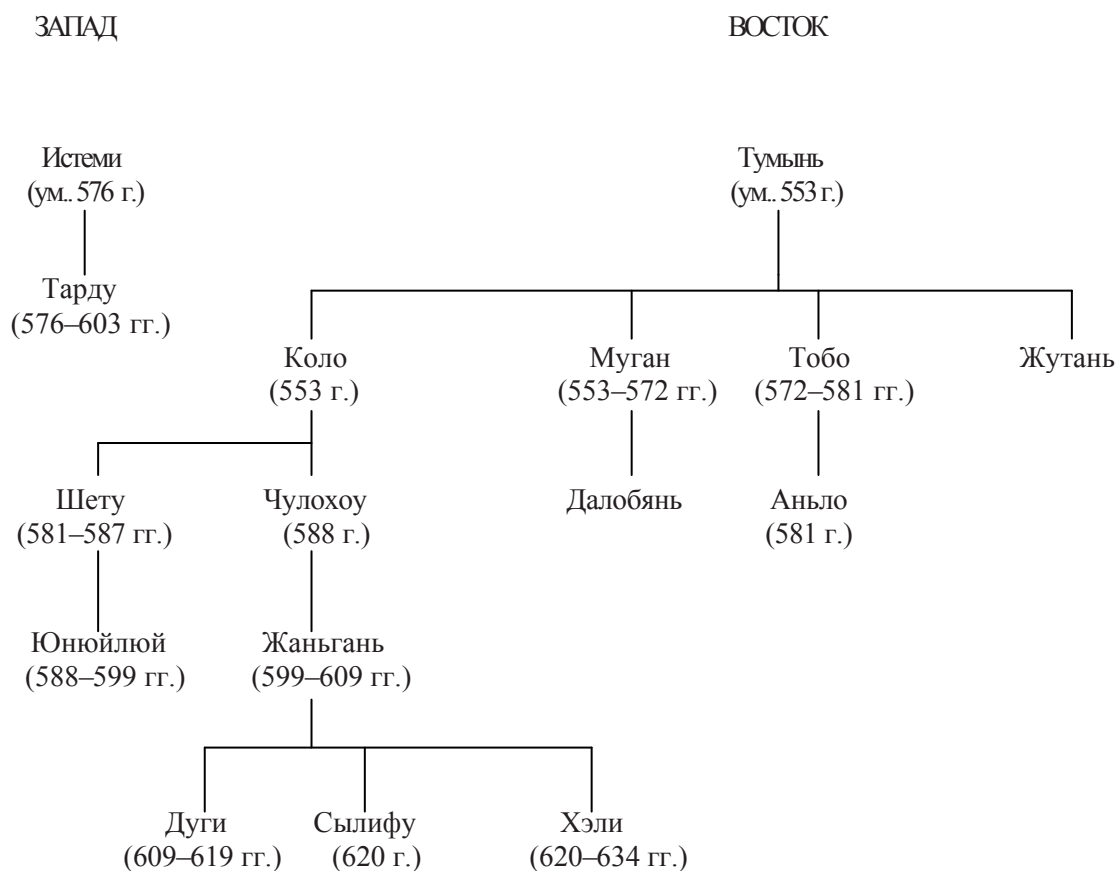 ЗАПАД ВОСТОК
Истеми Тумынь
(ум.. 576 г.) (ум.. 553 г.)
Тарду
(576–603 гг.)
Коло Муган Тобо Жутань
(553 г.) (553–572 гг.) (572–581 гг.)
Шету Чулохоу Далобянь Аньло
(581–587 гг.) (588 г.) (581 г.)
Юнюйлюй Жаньгань
(588–599 гг.) (599–609 гг.)
Дуги Сылифу Хэли
(609–619 гг.) (620 г.) (620–634 гг.)